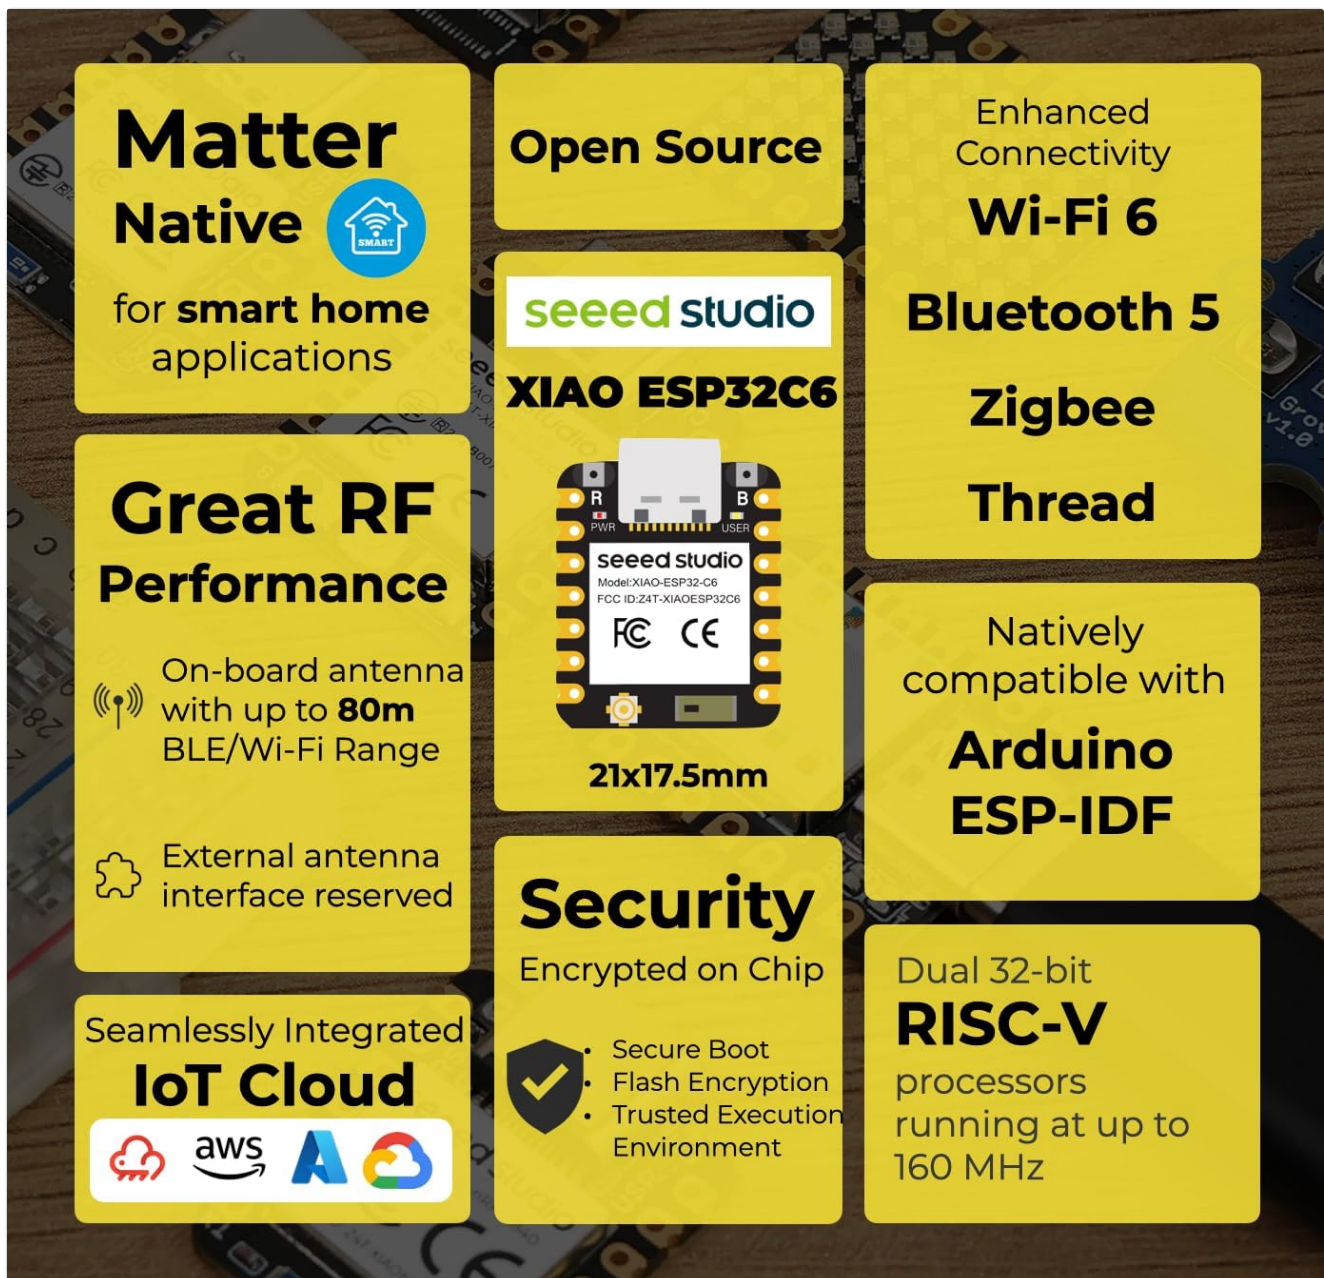 Matter
Native
SMART
for smart home
applications
Great RF
Performance
On-board antenna
with up to 80m
BLE/Wi-Fi Range
External antenna
interface reserved
Seamlessly Integrated
IoT Cloud
aws
Open Source
seeed studio
XIAO ESP32C6
R
B
PWR
USER
seeed studio
Model:XIAO-ESP32-C6
FCC ID:Z4T-XIAOESP32C6
FC CE
21x17.5mm
Security
Encrypted on Chip
• Secure Boot
• Flash Encryption
• Trusted Execution
Environment
Enhanced
Connectivity
Wi-Fi 6
Bluetooth 5
Zigbee
Thread
Natively
compatible with
Arduino
ESP-IDF
Dual 32-bit
RISC-V
processors
running at up to
160 MHz
v1.0